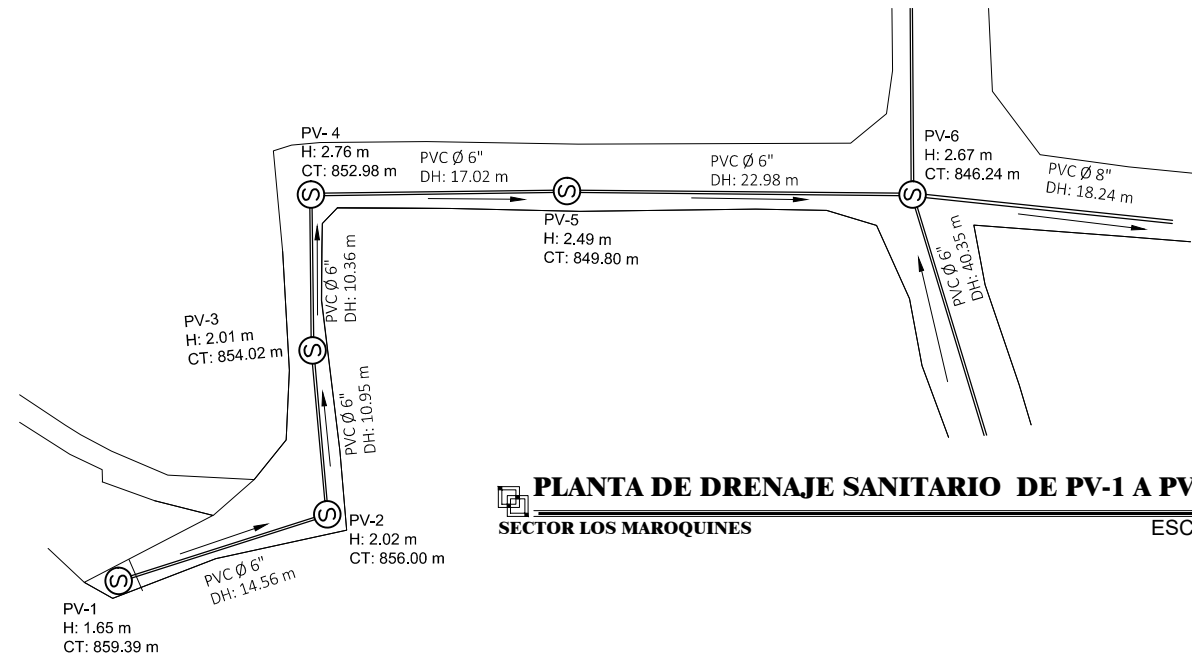 PV- 4
H: 2.76 m
CT: 852.98 m
PVC Ø 6"
DH: 17.02 m
PVC Ø 6"
DH: 22.98 m
PV-6
H: 2.67 m
CT: 846.24 m
PVC Ø 8"
DH: 18.24 m
PV-5
H: 2.49 m
CT: 849.80 m
PVC Ø 6"
DH: 40.35 m
PVC Ø 6"
DH: 10.36 m
PV-3
H: 2.01 m
CT: 854.02 m
PVC Ø 6"
DH: 10.95 m
PV-2
H: 2.02 m
CT: 856.00 m
PVC Ø 6"
DH: 14.56 m
PV-1
H: 1.65 m
CT: 859.39 m
S
S
S
S
S
S
PLANTA DE DRENAJE SANITARIO DE PV-1 A PV
SECTOR LOS MAROQUINES
ESC